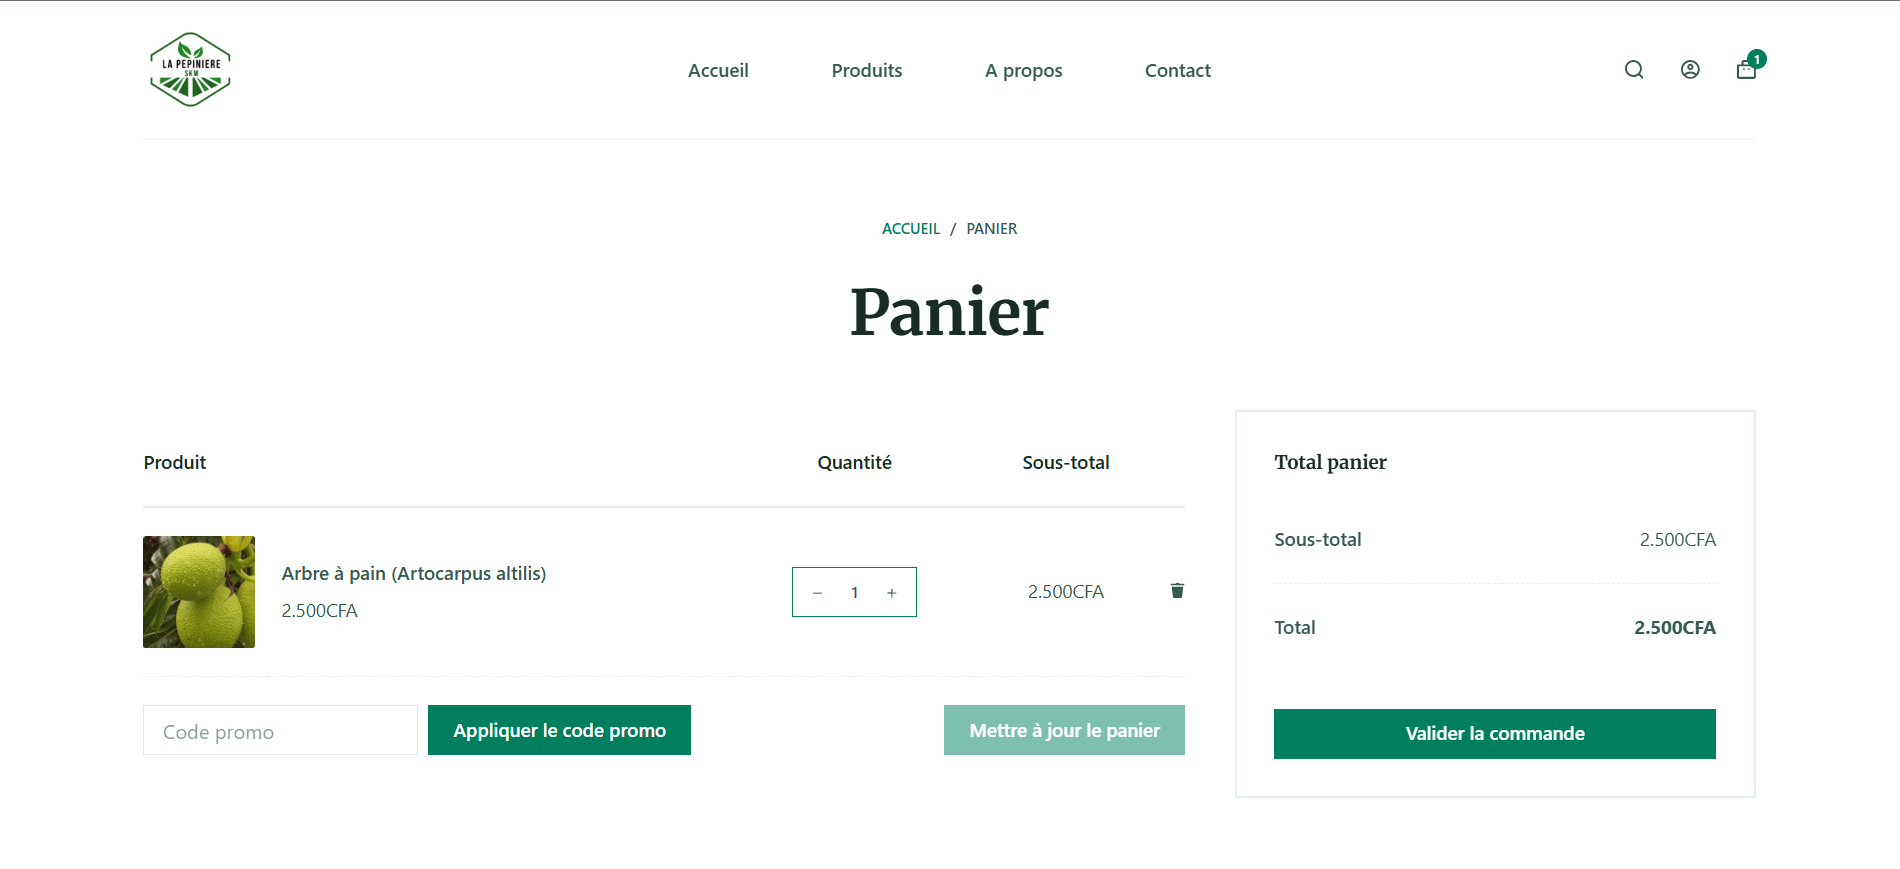 LA PEPINIERE
SKM
Accueil
Produits
A propos
Contact
1
ACCUEIL / PANIER
Panier
Produit
Quantité
Sous-total
Arbre à pain (Artocarpus altilis)
2.500CFA
− 1 +
2.500CFA
Code promo
Appliquer le code promo
Mettre à jour le panier
Total panier
Sous-total 2.500CFA
Total 2.500CFA
Valider la commande